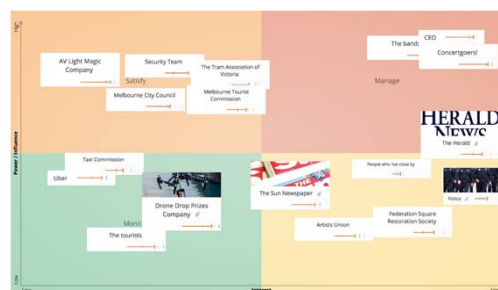 High
AV Light Magic
Company
Security Team
Satisfy
The Tram Association of
Victoria
Melbourne City Council
Melbourne Tourist
Commission
The bands
CEO
Concertgoers!
Manage
HERALD
NEWS
The Herald
Power / Influence
Taxi Commission
Uber
Drone Drop Prizes
Company
Monit
The tourists
The Sun Newspaper
People who live close by
Police
Artists Union
Federation Square
Restoration Society
Low
Low
Interest